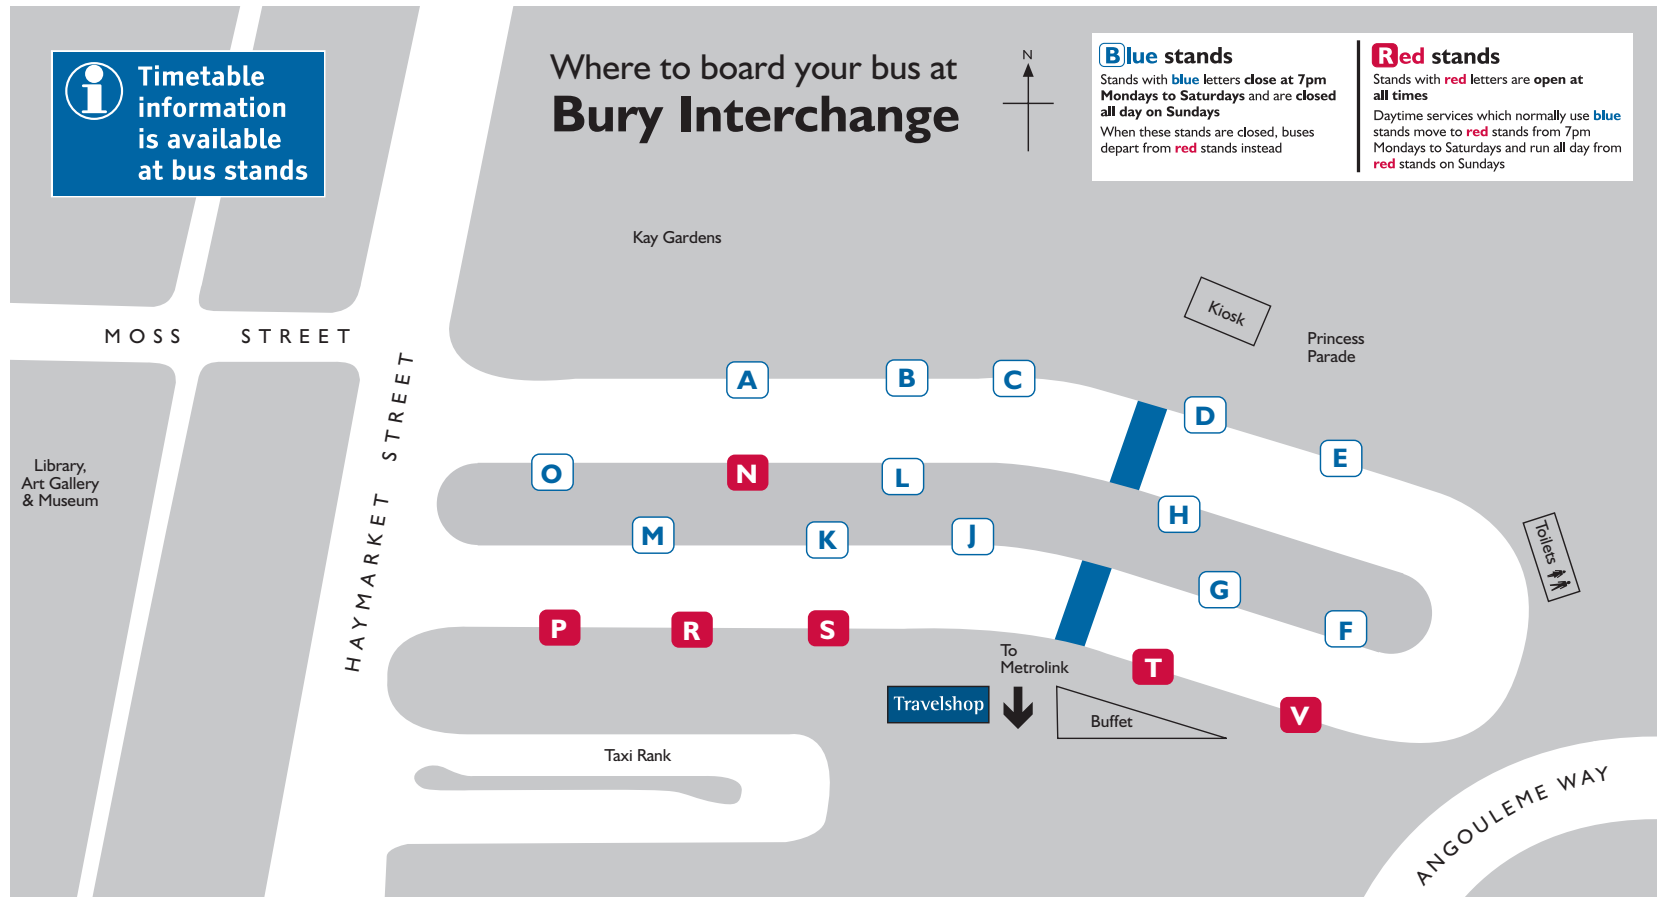 Timetable
information
is available
at bus stands
Where to board your bus at
Bury Interchange
N
Blue stands
Stands with blue letters close at 7pm
Mondays to Saturdays and are closed
all day on Sundays
When these stands are closed, buses
depart from red stands instead
Red stands
Stands with red letters are open at
all times
Daytime services which normally use blue
stands move to red stands from 7pm
Mondays to Saturdays and run all day from
red stands on Sundays
Kay Gardens
Kiosk
Princess
Parade
MOSS STREET
HAYMARKET STREET
Library,
Art Gallery
& Museum
A
B
C
D
E
O
N
L
H
M
K
J
G
F
P
R
S
T
V
Toilets
To
Metrolink
Travelshop
Buffet
Taxi Rank
ANGOULEME WAY